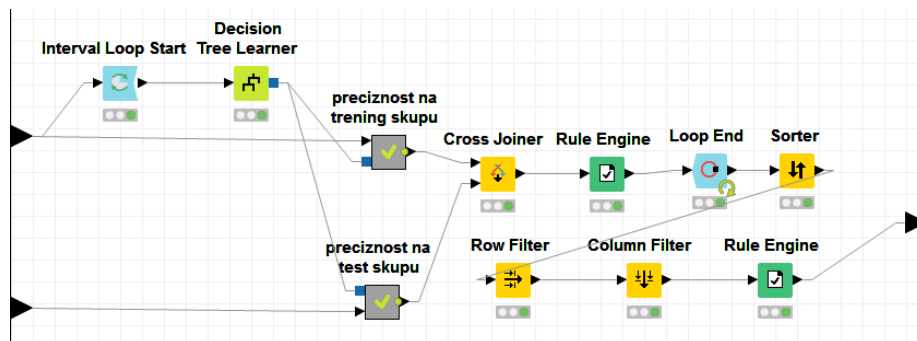 Decision
Tree Learner
Interval Loop Start
preciznost na
trening skupu
Cross Joiner
Rule Engine
Loop End
Sorter
preciznost na
test skupu
Row Filter
Column Filter
Rule Engine